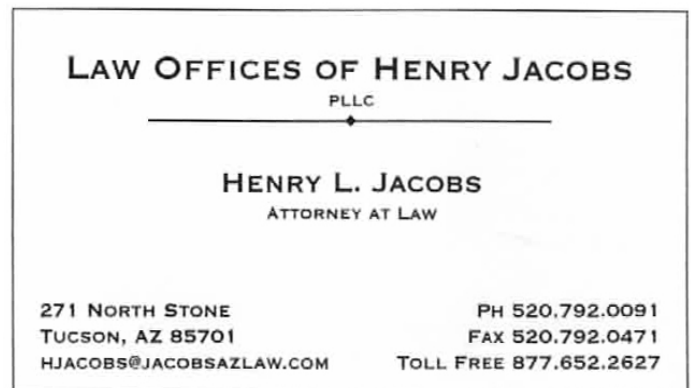 LAW OFFICES OF HENRY JACOBS
PLLC
HENRY L. JACOBS
ATTORNEY AT LAW
271 NORTH STONE
TUCSON, AZ 85701
HJACOBS@JACOBSAZLAW.COM
PH 520.792.0091
FAX 520.792.0471
TOLL FREE 877.652.2627